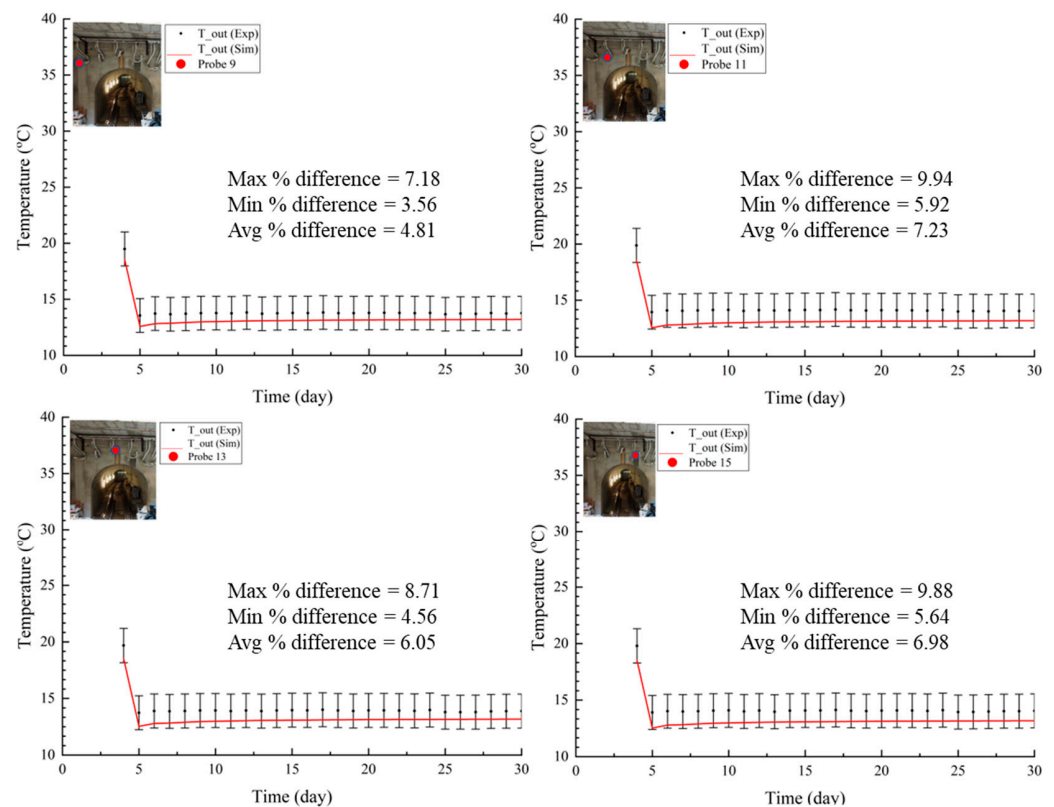 40
35
30
25
20
15
10
Temperature (°C)
T_out (Exp)
T_out (Sim)
Probe 9
Max % difference = 7.18
Min % difference = 3.56
Avg % difference = 4.81
0 5 10 15 20 25 30
Time (day)
40
35
30
25
20
15
10
Temperature (°C)
T_out (Exp)
T_out (Sim)
Probe 11
Max % difference = 9.94
Min % difference = 5.92
Avg % difference = 7.23
0 5 10 15 20 25 30
Time (day)
40
35
30
25
20
15
10
Temperature (°C)
T_out (Exp)
T_out (Sim)
Probe 13
Max % difference = 8.71
Min % difference = 4.56
Avg % difference = 6.05
0 5 10 15 20 25 30
Time (day)
40
35
30
25
20
15
10
Temperature (°C)
T_out (Exp)
T_out (Sim)
Probe 15
Max % difference = 9.88
Min % difference = 5.64
Avg % difference = 6.98
0 5 10 15 20 25 30
Time (day)